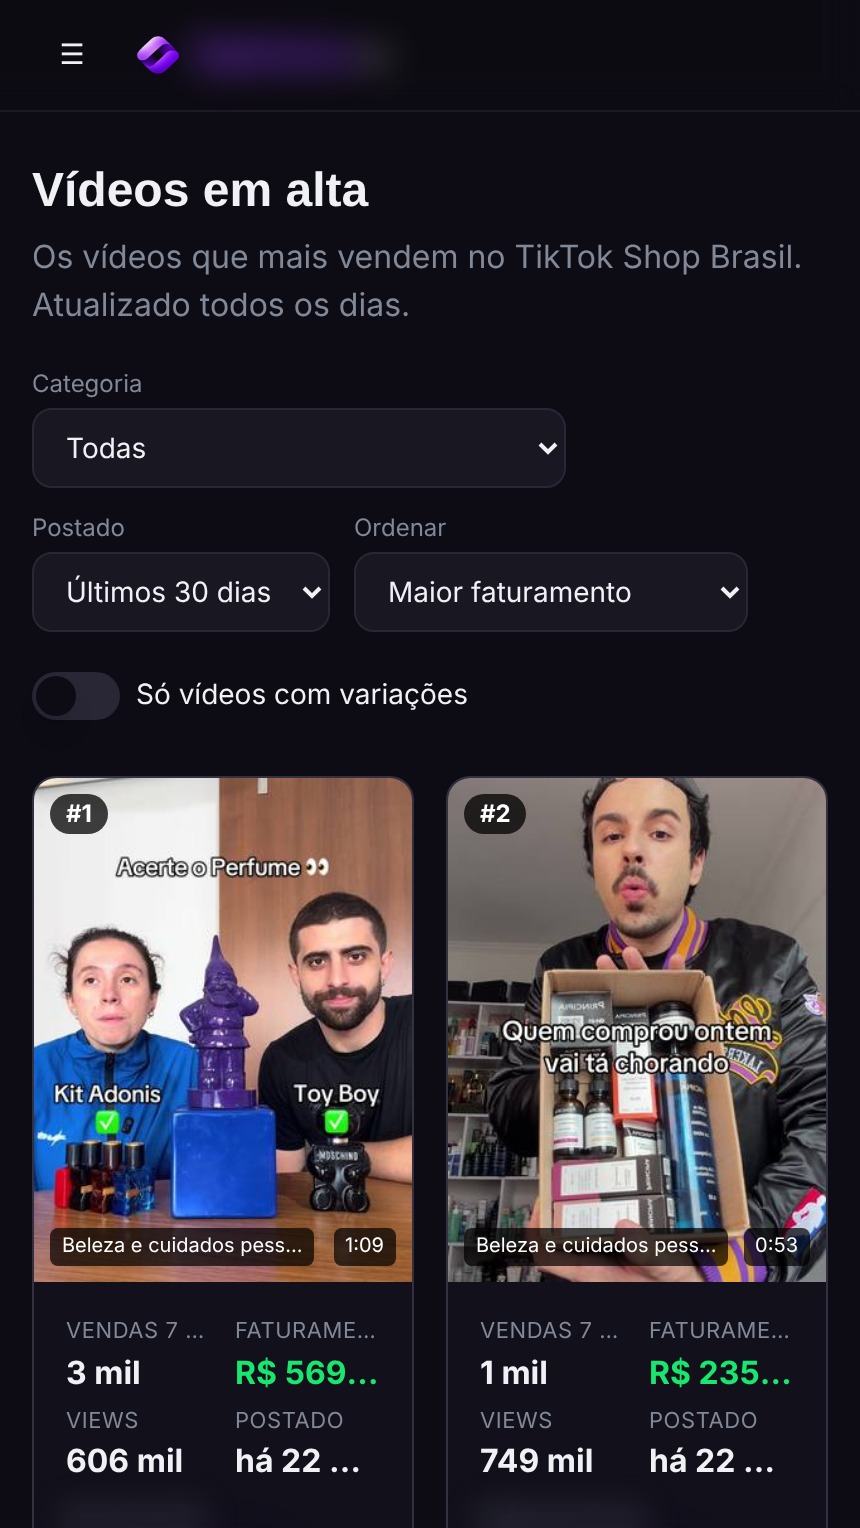 ☰
Vídeos em alta
Os vídeos que mais vendem no TikTok Shop Brasil.
Atualizado todos os dias.
Categoria
Todas
Postado
Ordenar
Últimos 30 dias
Maior faturamento
Só vídeos com variações
#1
Acerte o Perfume 👀
Kit Adonis
✅
Toy Boy
✅
MOSCHINO
Beleza e cuidados pess...
1:09
#2
PRINCIPIA
Quem comprou ontem
vai tá chorando
LAKERS
Beleza e cuidados pess...
0:53
VENDAS 7 ...
FATURAME...
3 mil
R$ 569...
VIEWS
POSTADO
606 mil
há 22 ...
VENDAS 7 ...
FATURAME...
1 mil
R$ 235...
VIEWS
POSTADO
749 mil
há 22 ...